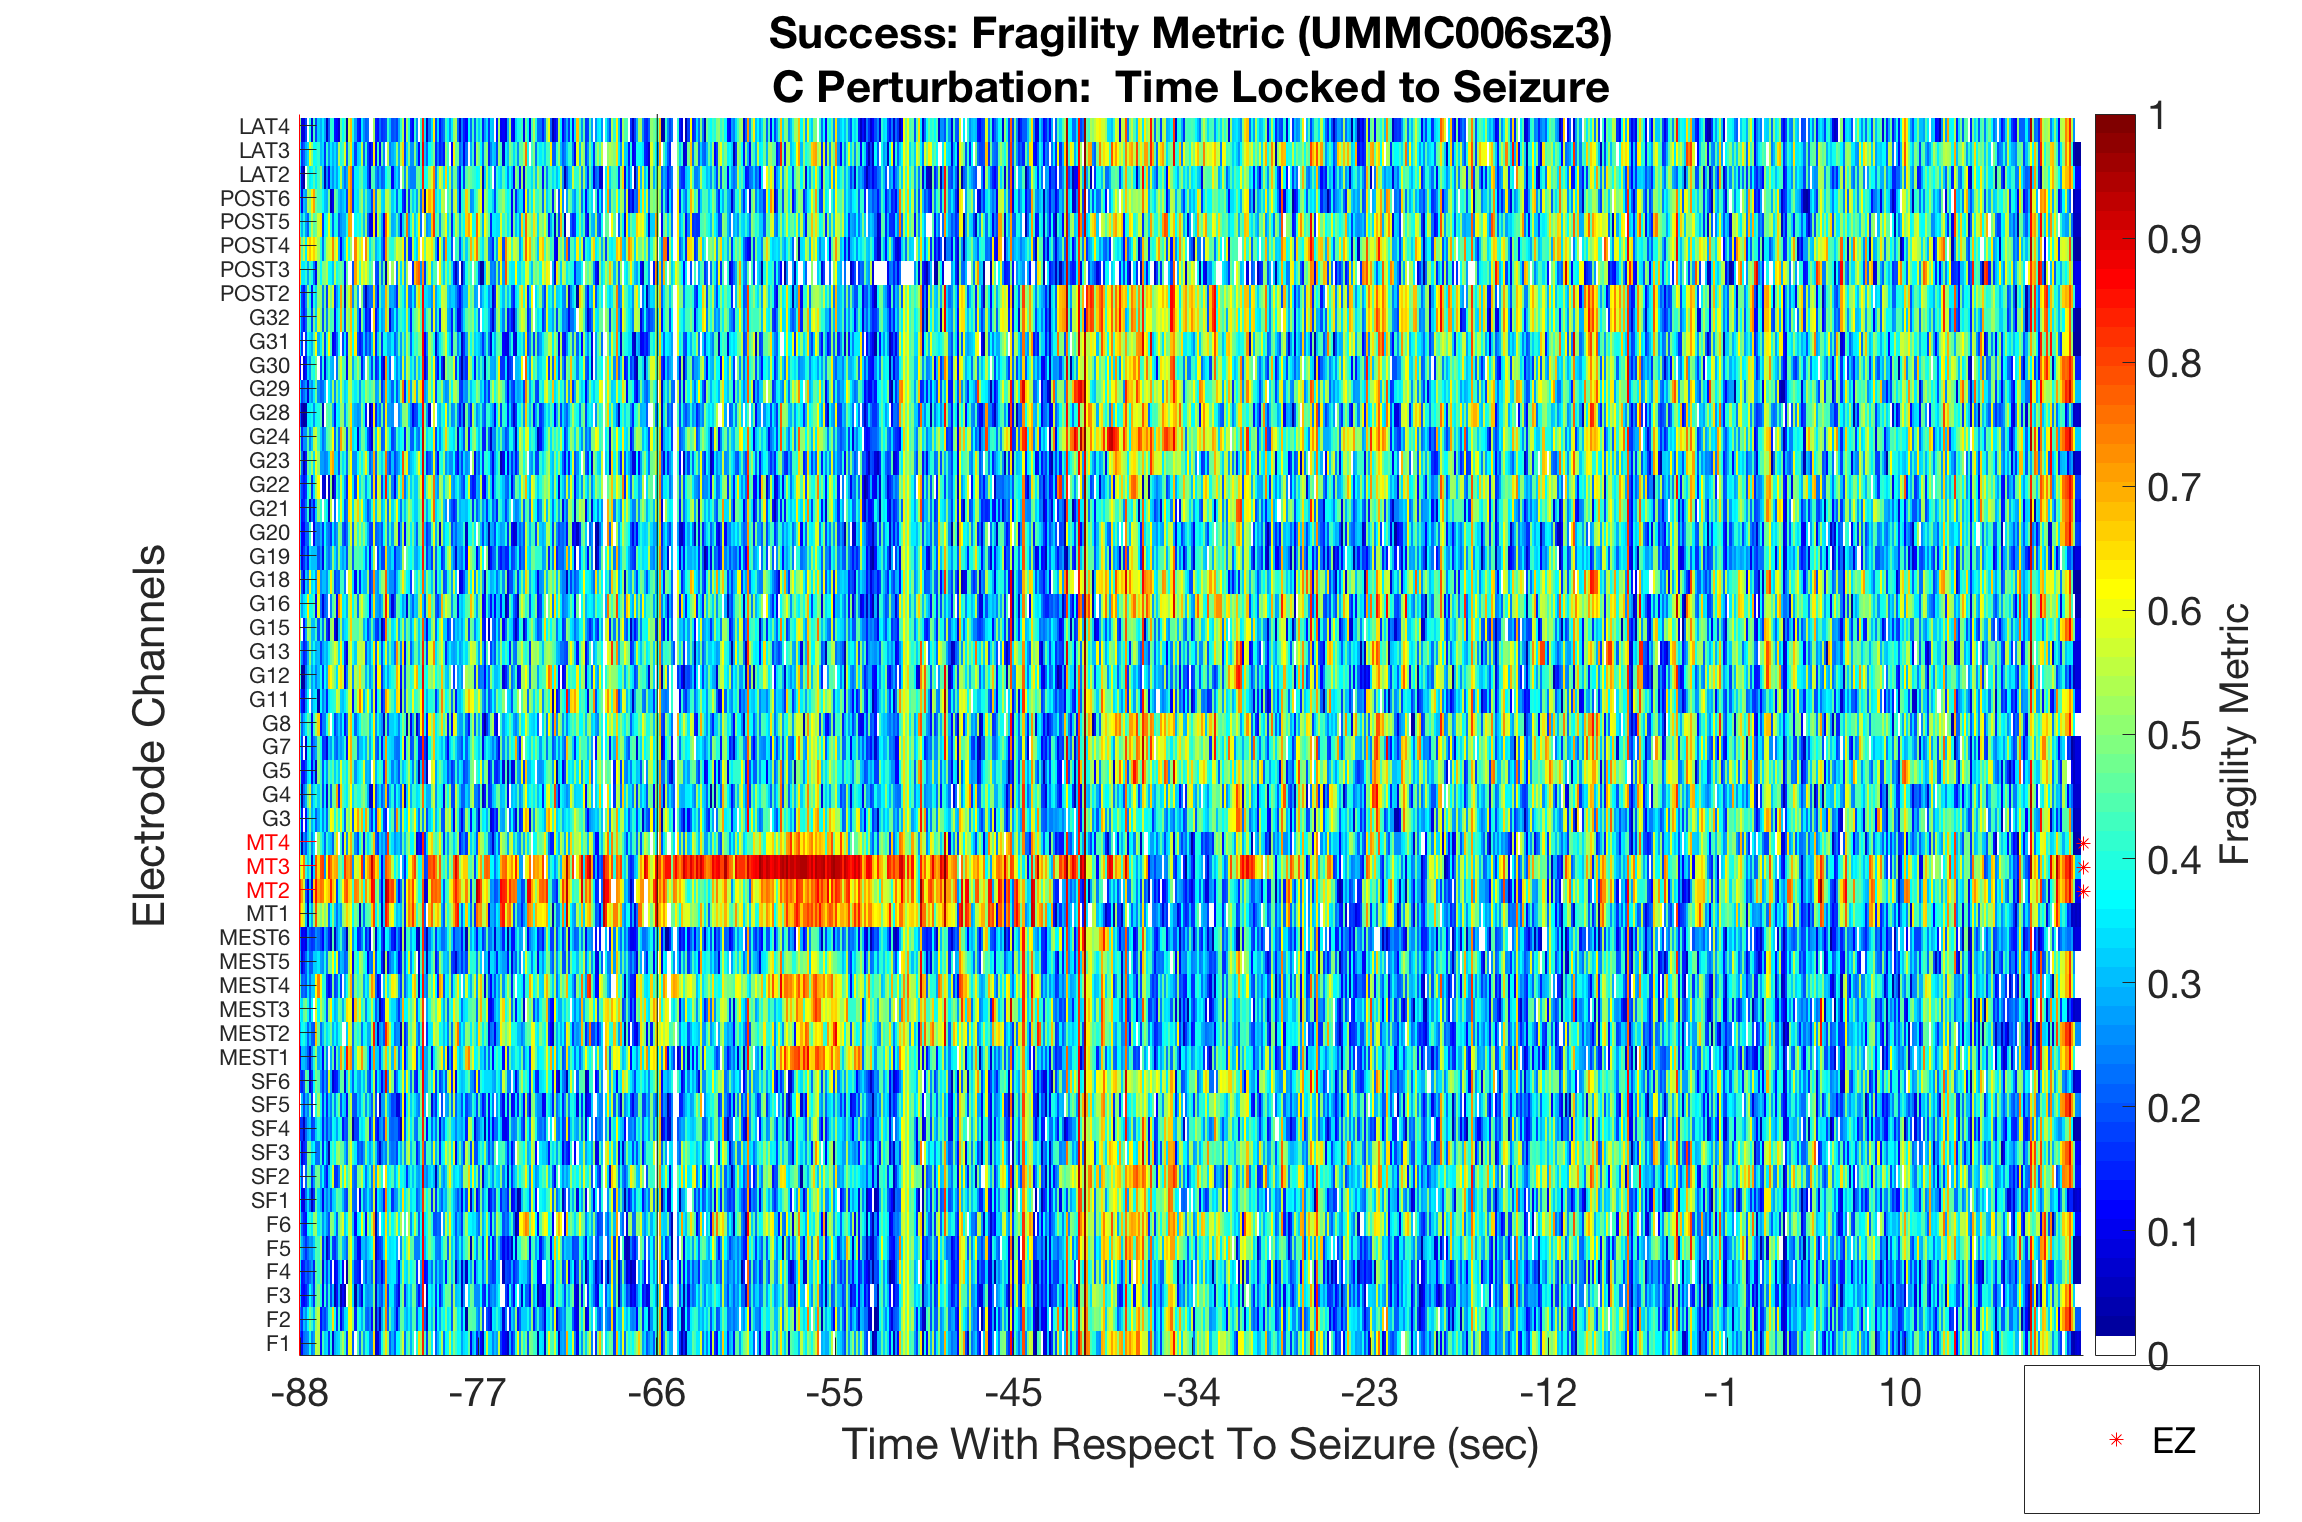 Success: Fragility Metric (UMMC006sz3)
C Perturbation:  Time Locked to Seizure
Electrode Channels
LAT4
LAT3
LAT2
POST6
POST5
POST4
POST3
POST2
G32
G31
G30
G29
G28
G24
G23
G22
G21
G20
G19
G18
G16
G15
G13
G12
G11
G8
G7
G5
G4
G3
MT4
MT3
MT2
MT1
MEST6
MEST5
MEST4
MEST3
MEST2
MEST1
SF6
SF5
SF4
SF3
SF2
SF1
F6
F5
F4
F3
F2
F1
-88 -77 -66 -55 -45 -34 -23 -12 -1 10
Time With Respect To Seizure (sec)
1
0.9
0.8
0.7
0.6
0.5
0.4
0.3
0.2
0.1
0
Fragility Metric
EZ